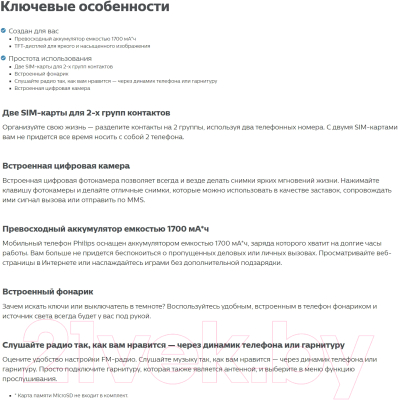 Ключевые особенности
Создан для вас
• Превосходный аккумулятор емкостью 1700 мА*ч
• TFT-дисплей для яркого и насыщенного изображения
Простота использования
• Две SIM-карты для 2-х групп контактов
• Встроенный фонарик
• Слушайте радио так, как вам нравится — через динамик телефона или гарнитуру
• Встроенная цифровая камера
Две SIM-карты для 2-х групп контактов
Организуйте свою жизнь — разделите контакты на 2 группы, используя два телефонных номера. С двумя SIM-картами
вам не придется все время носить с собой 2 телефона.
Встроенная цифровая камера
Встроенная цифровая фотокамера позволяет всегда и везде делать снимки ярких мгновений жизни. Нажимайте
клавишу фотокамеры и делайте отличные снимки, которые можно использовать в качестве заставок, сопровождать
ими сигнал вызова или отправить по MMS.
Превосходный аккумулятор емкостью 1700 мА*ч
Мобильный телефон Philips оснащен аккумулятором емкостью 1700 мА*ч, заряда которого хватит на долгие часы
работы. Вам больше не придется беспокоиться о пропущенных деловых или личных вызовах. Просматривайте веб-
страницы в Интернете или наслаждайтесь играми без дополнительной подзарядки.
Встроенный фонарик
Зачем искать ключи или выключатель в темноте? Воспользуйтесь удобным, встроенным в телефон фонариком и
источник света всегда будет у вас под рукой.
Слушайте радио так, как вам нравится — через динамик телефона или гарнитуру
Оцените удобство настройки FM-радио. Слушайте музыку так, как вам нравится — через динамик телефона или
гарнитуру. Просто подключите гарнитуру, которая также является антенной, и выберите в меню функцию
прослушивания.
• * Карта памяти MicroSD не входит в комплект
21vek.by